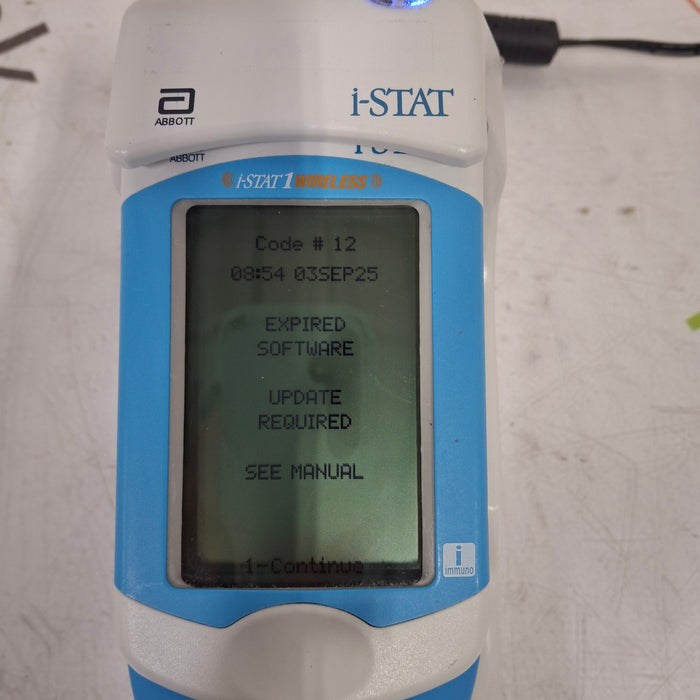 ABBOTT
i-STAT
ABBOTT
i-STAT 1 WIRELESS
Code # 12
08:54 03SEP25
EXPIRED
SOFTWARE
UPDATE
REQUIRED
SEE MANUAL
1-Continue
i
immuno